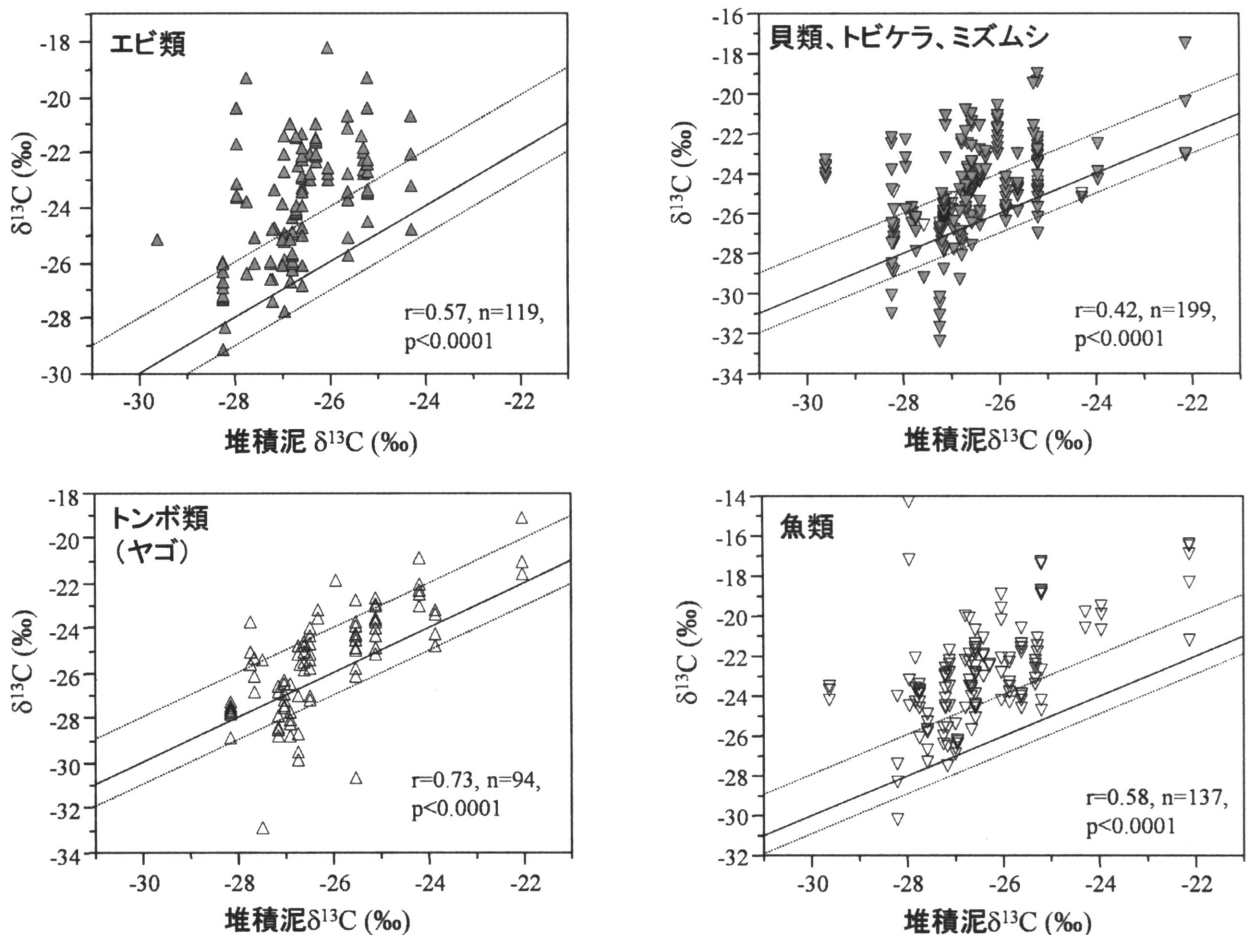 エビ類
δ¹³C (‰)
-18
-20
-22
-24
-26
-28
-30
r=0.57, n=119,
p<0.0001
-30
-28
-26
-24
-22
堆積泥 δ¹³C (‰)
貝類、トビケラ、ミズムシ
δ¹³C (‰)
-16
-18
-20
-22
-24
-26
-28
-30
-32
-34
r=0.42, n=199,
p<0.0001
-30
-28
-26
-24
-22
堆積泥δ¹³C (‰)
トンボ類
(ヤゴ)
δ¹³C (‰)
-18
-20
-22
-24
-26
-28
-30
-32
-34
r=0.73, n=94,
p<0.0001
-30
-28
-26
-24
-22
堆積泥δ¹³C (‰)
魚類
δ¹³C (‰)
-14
-16
-18
-20
-22
-24
-26
-28
-30
-32
r=0.58, n=137,
p<0.0001
-30
-28
-26
-24
-22
堆積泥δ¹³C (‰)